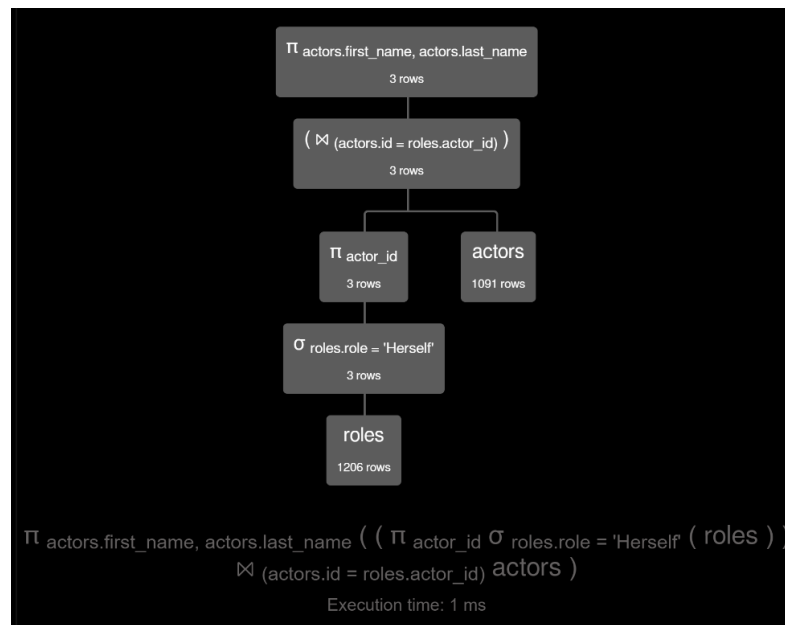 π actors.first_name, actors.last_name
3 rows
( ⋈ (actors.id = roles.actor_id) )
3 rows
π actor_id
3 rows
actors
1091 rows
σ roles.role = 'Herself'
3 rows
roles
1206 rows
π actors.first_name, actors.last_name ( ( π actor_id σ roles.role = 'Herself' ( roles ) )
⋈ (actors.id = roles.actor_id) actors )
Execution time: 1 ms